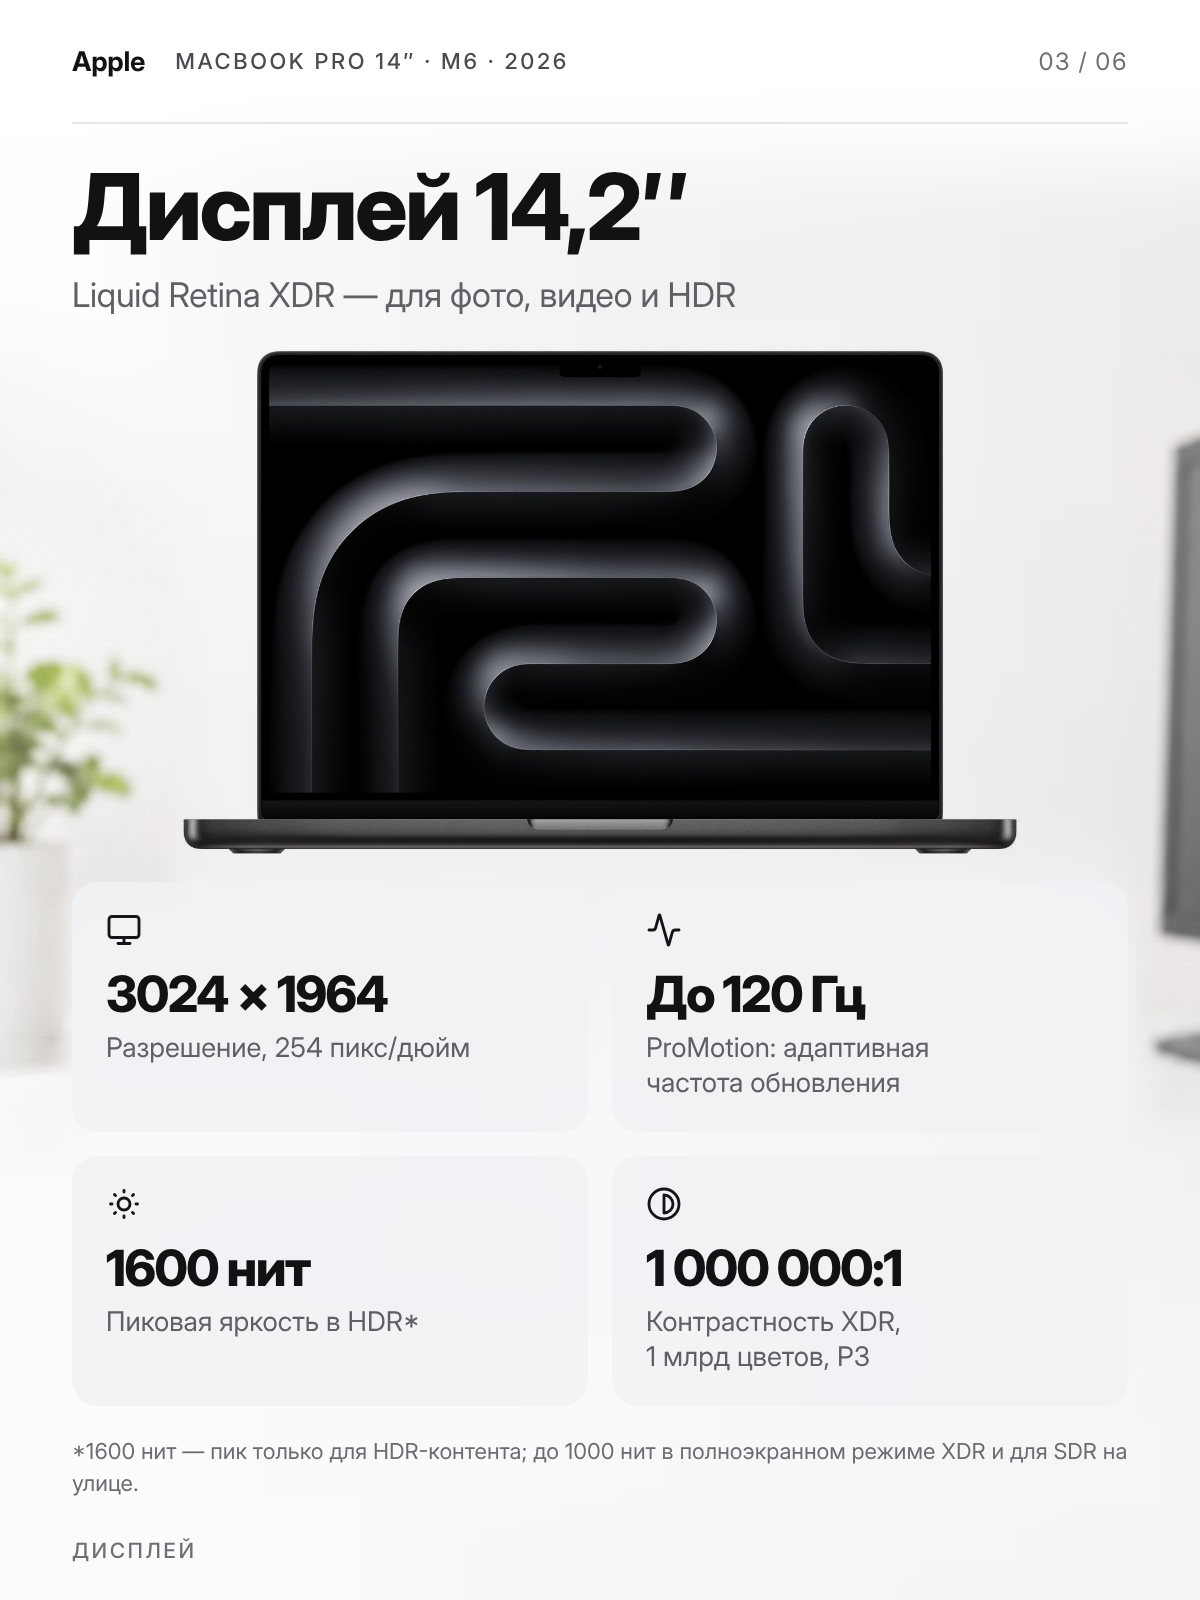 Apple MACBOOK PRO 14″ · M6 · 2026 03 / 06
Дисплей 14,2″
Liquid Retina XDR — для фото, видео и HDR
3024 × 1964
Разрешение, 254 пикс/дюйм
До 120 Гц
ProMotion: адаптивная
частота обновления
1600 нит
Пиковая яркость в HDR*
1 000 000:1
Контрастность XDR,
1 млрд цветов, P3
*1600 нит — пик только для HDR-контента; до 1000 нит в полноэкранном режиме XDR и для SDR на
улице.
ДИСПЛЕЙ